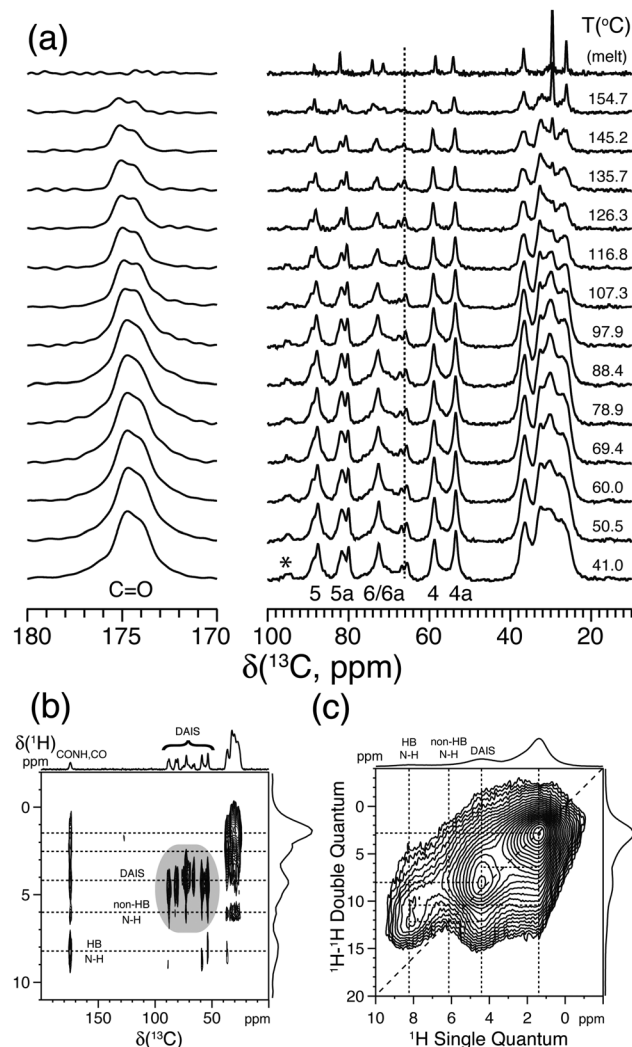 (a)
T(°C)
(melt)
154.7
145.2
135.7
126.3
116.8
107.3
97.9
88.4
78.9
69.4
60.0
50.5
41.0
*
C=O
5 5a 6/6a 4 4a
180 175 170 100 80 60 40 20
δ(¹³C, ppm)
(b)
(c)
δ(¹H)
ppm
CONH,CO
DAIS
0
5
10
DAIS
non-HB
N-H
HB
N-H
150 100 50 ppm
δ(¹³C)
ppm
HB
N-H
non-HB
N-H
DAIS
ppm
0
5
10
15
20
¹H-¹H Double Quantum
10 8 6 4 2 0
¹H Single Quantum